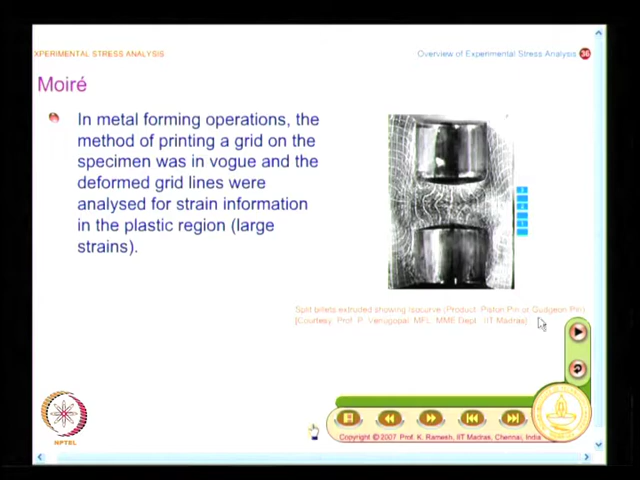 XPERIMENTAL STRESS ANALYSIS
Overview of Experimental Stress Analysis 36
Moiré
In metal forming operations, the
method of printing a grid on the
specimen was in vogue and the
deformed grid lines were
analysed for strain information
in the plastic region (large
strains).
Split billets extruded showing isocurve (Product: Piston Pin or Gudgeon Pin)
[Courtesy: Prof. P. Venugopal MFL, MME Dept. IIT Madras]
NPTEL
Copyright © 2007 Prof. K. Ramesh, IIT Madras, Chennai, India